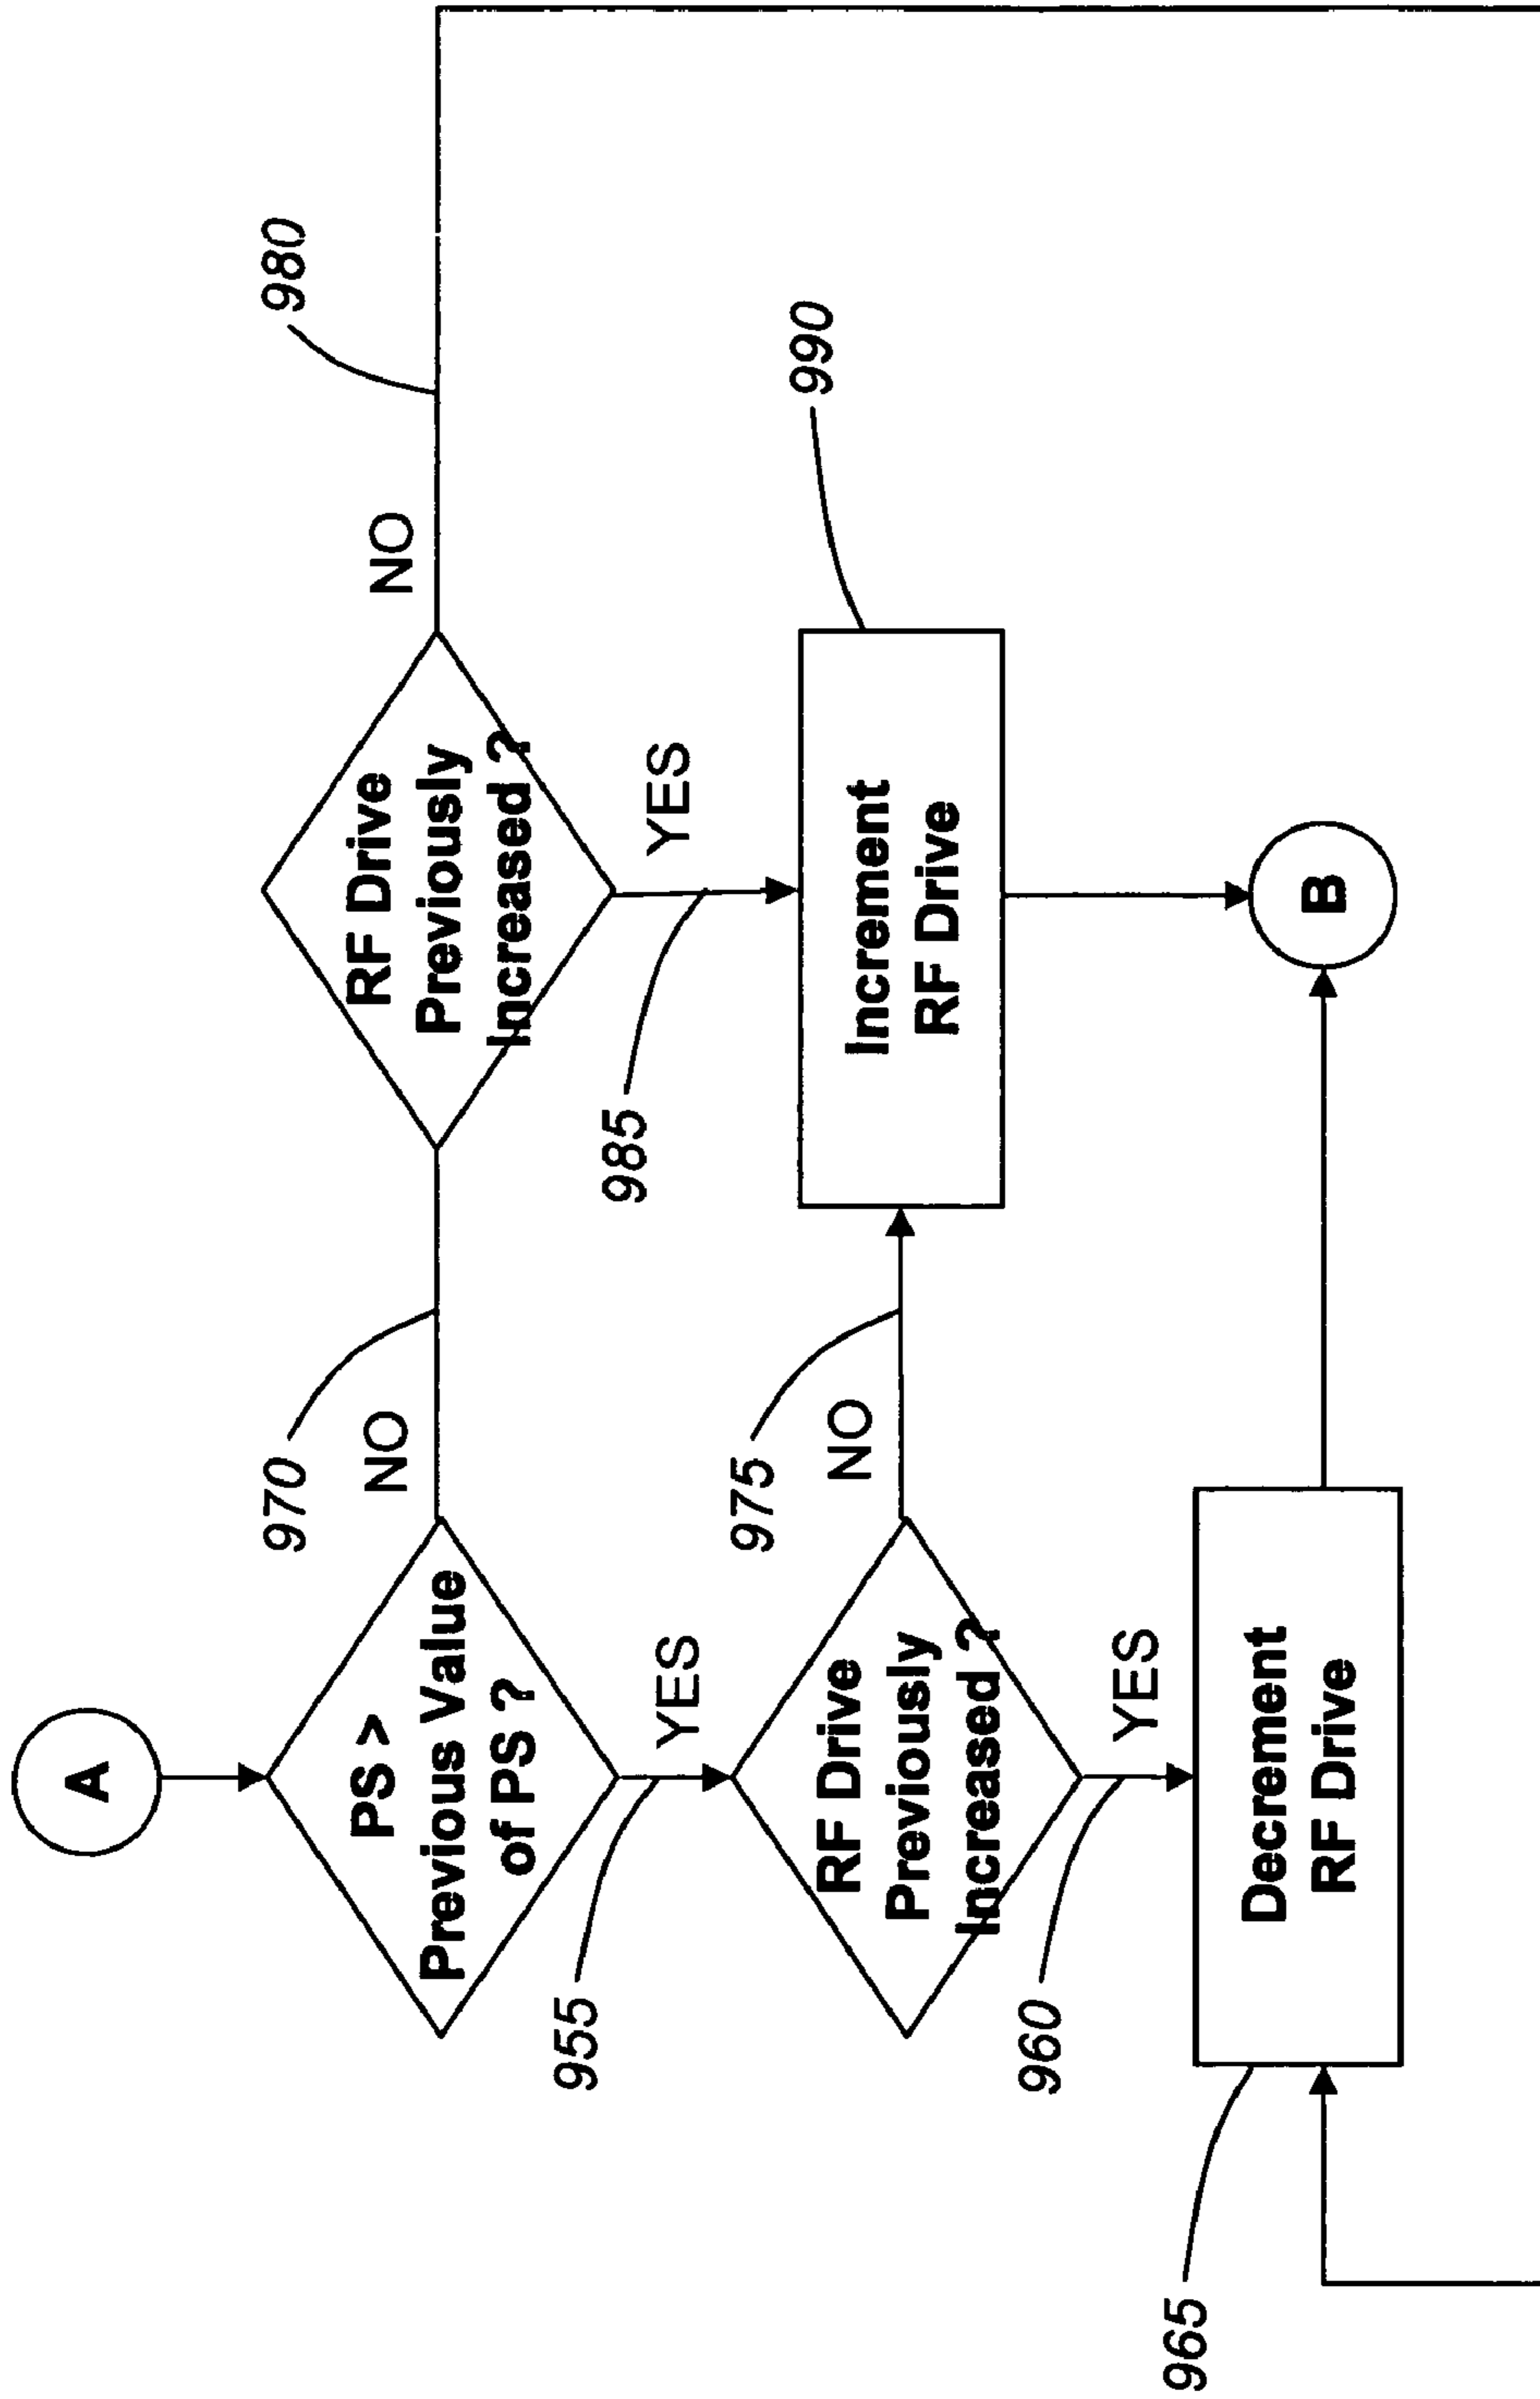 A
PS >
Previous Value
of PS ?
NO
970
RF Drive
Previously
Increased ?
NO
980
955
YES
985
YES
RF Drive
Previously
Increased ?
NO
975
Increment
RF Drive
990
960
YES
965
Decrement
RF Drive
B